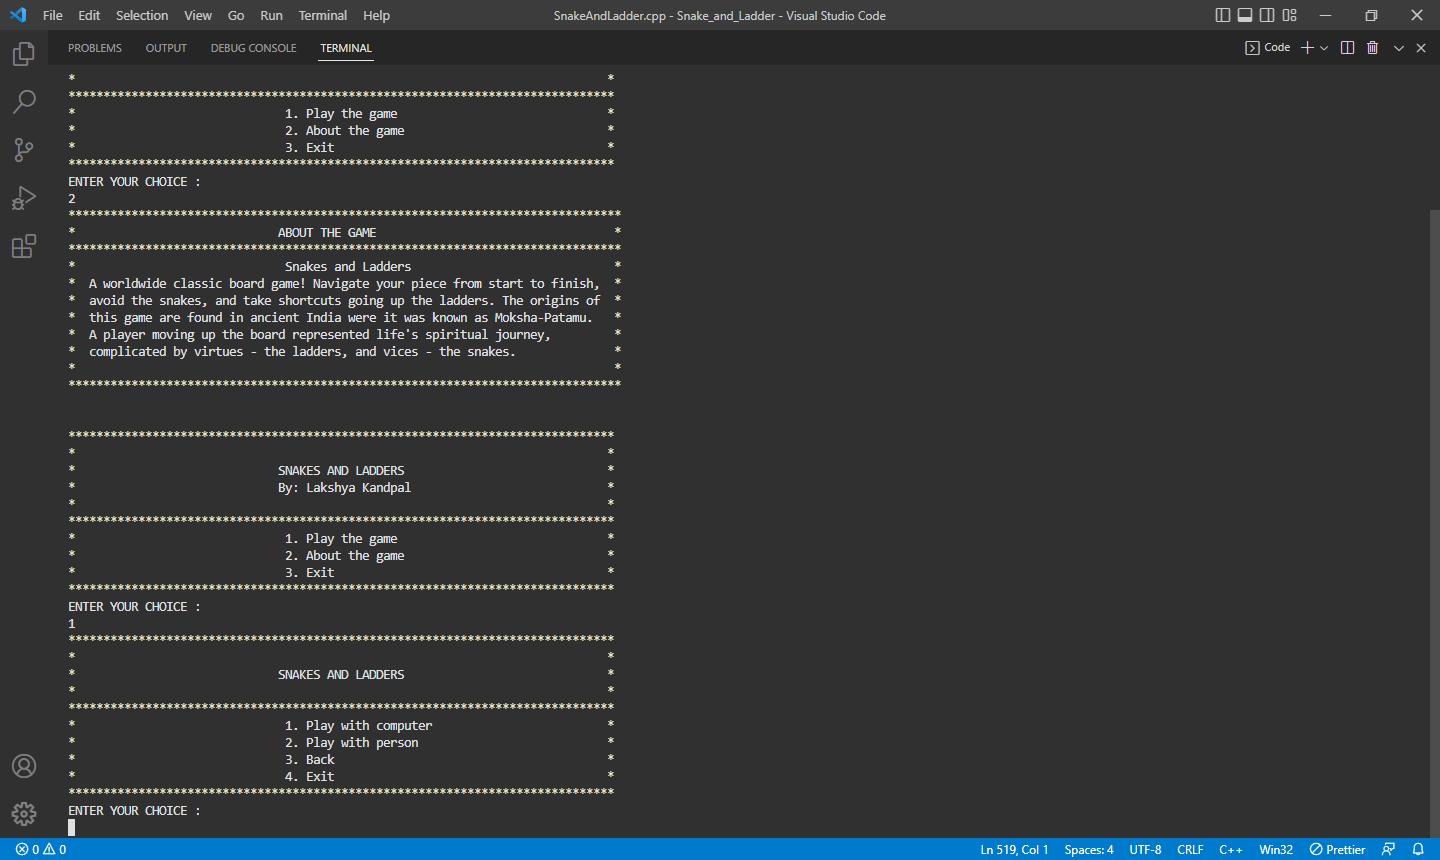 File Edit Selection View Go Run Terminal Help SnakeAndLadder.cpp - Snake_and_Ladder - Visual Studio Code
PROBLEMS OUTPUT DEBUG CONSOLE TERMINAL Code
* *
******************************************************************************
* 1. Play the game *
* 2. About the game *
* 3. Exit *
******************************************************************************
ENTER YOUR CHOICE :
2
*******************************************************************************
* ABOUT THE GAME *
*******************************************************************************
* Snakes and Ladders *
* A worldwide classic board game! Navigate your piece from start to finish, *
* avoid the snakes, and take shortcuts going up the ladders. The origins of *
* this game are found in ancient India were it was known as Moksha-Patamu. *
* A player moving up the board represented life's spiritual journey, *
* complicated by virtues - the ladders, and vices - the snakes. *
* *
*******************************************************************************
******************************************************************************
* *
* SNAKES AND LADDERS *
* By: Lakshya Kandpal *
* *
******************************************************************************
* 1. Play the game *
* 2. About the game *
* 3. Exit *
******************************************************************************
ENTER YOUR CHOICE :
1
******************************************************************************
* *
* SNAKES AND LADDERS *
* *
******************************************************************************
* 1. Play with computer *
* 2. Play with person *
* 3. Back *
* 4. Exit *
******************************************************************************
ENTER YOUR CHOICE :
0 0 Ln 519, Col 1 Spaces: 4 UTF-8 CRLF C++ Win32 Prettier